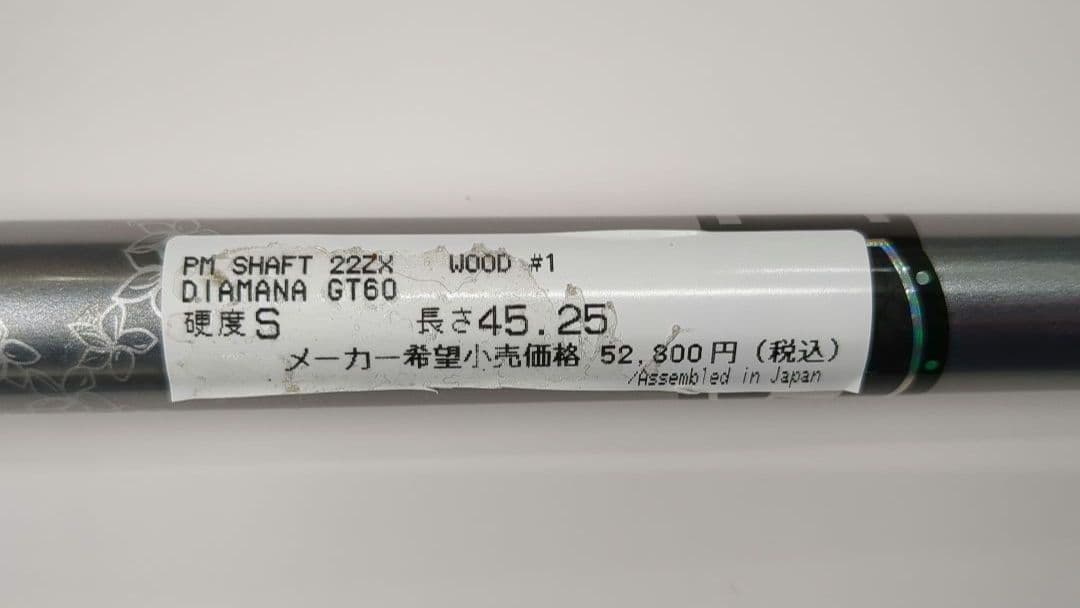 PM SHAFT 22ZX WOOD #1
DIAMANA GT60
硬度S 長さ45.25
メーカー希望小売価格 52,800円(税込)
/Assembled in Japan